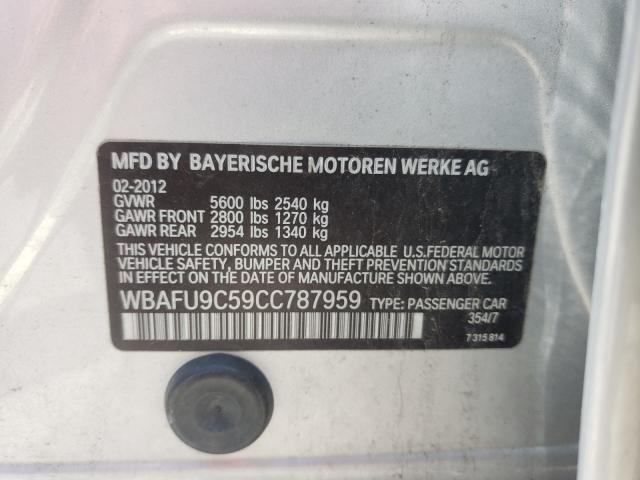 MFD BY BAYERISCHE MOTOREN WERKE AG
02-2012
GVWR 5600 lbs 2540 kg
GAWR FRONT 2800 lbs 1270 kg
GAWR REAR 2954 lbs 1340 kg
THIS VEHICLE CONFORMS TO ALL APPLICABLE U.S.FEDERAL MOTOR
VEHICLE SAFETY, BUMPER AND THEFT PREVENTION STANDARDS
IN EFFECT ON THE DATE OF MANUFACTURE SHOWN ABOVE
WBAFU9C59CC787959 TYPE: PASSENGER CAR
354/7
7 315 814